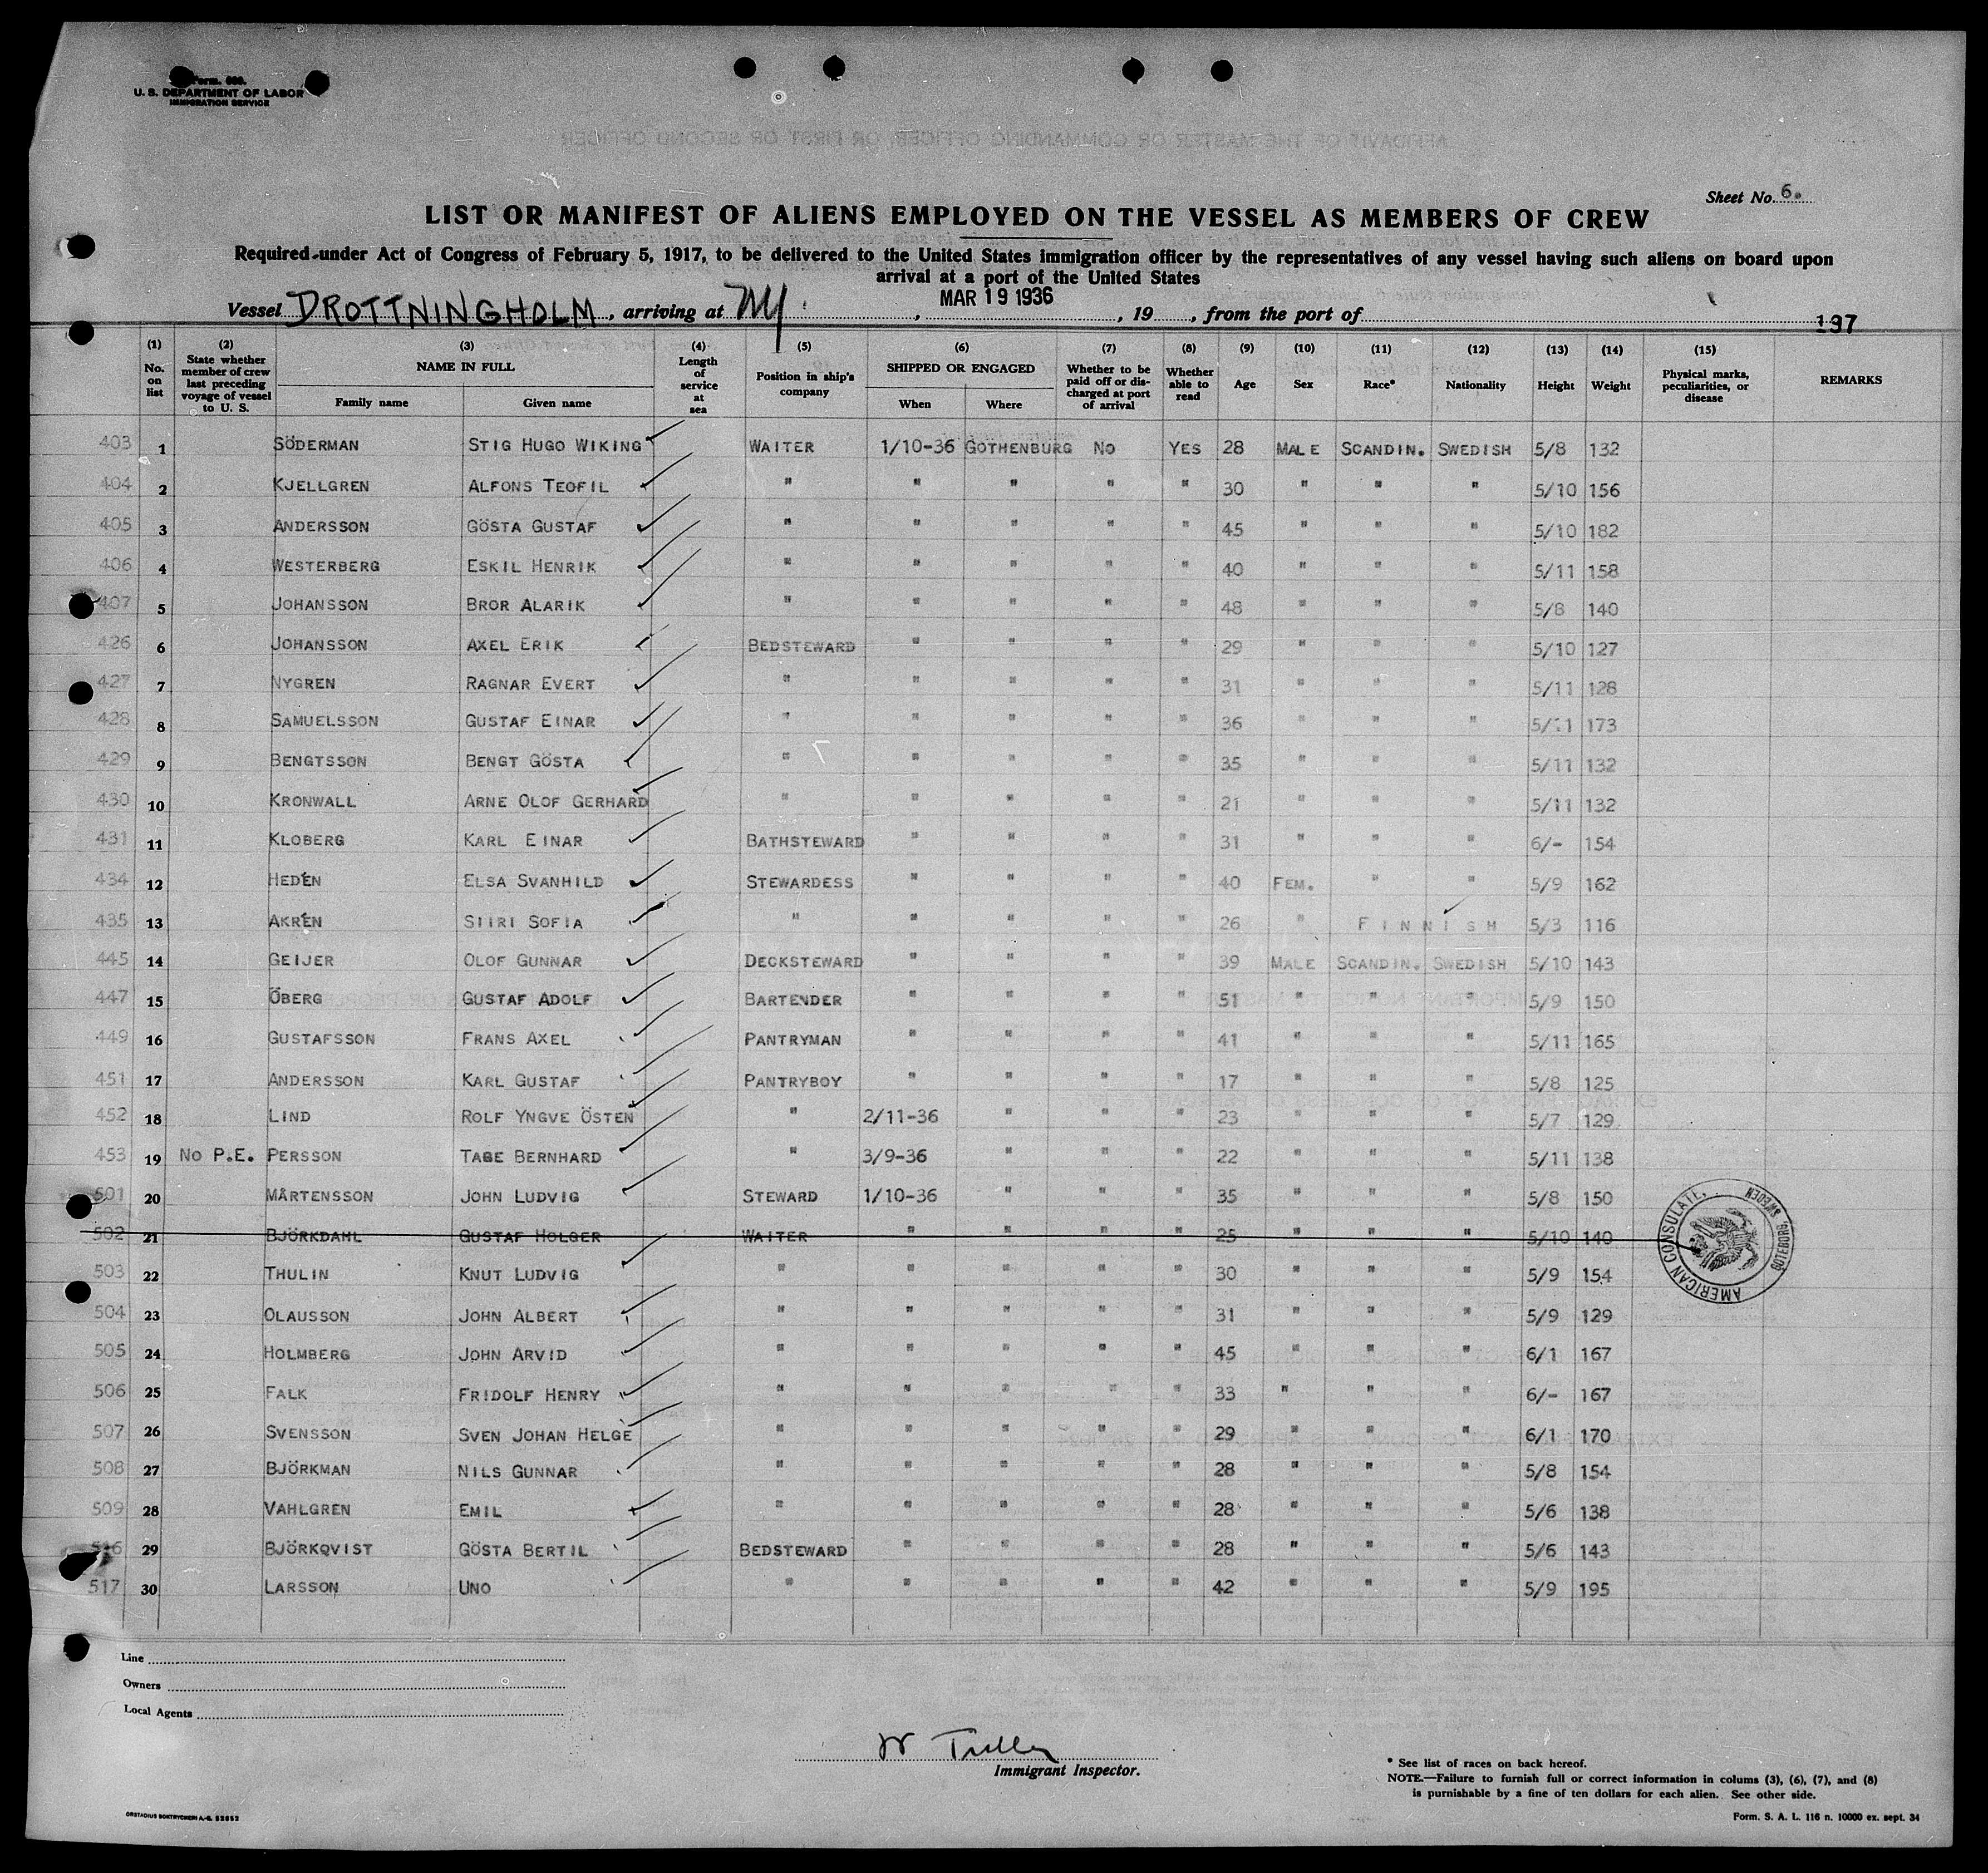 Form. 680.
U. S. DEPARTMENT OF LABOR
IMMIGRATION SERVICE
Sheet No. 6.
LIST OR MANIFEST OF ALIENS EMPLOYED ON THE VESSEL AS MEMBERS OF CREW
Required under Act of Congress of February 5, 1917, to be delivered to the United States immigration officer by the representatives of any vessel having such aliens on board upon
arrival at a port of the United States
MAR 19 1936
Vessel DROTTNINGHOLM, arriving at NY, , 19 , from the port of 197
(1) (2) (3) (4) (5) (6) (7) (8) (9) (10) (11) (12) (13) (14) (15)
No. on list State whether member of crew last preceding voyage of vessel to U. S. NAME IN FULL Family name Given name Length of service at sea Position in ship's company SHIPPED OR ENGAGED When Where Whether to be paid off or discharged at port of arrival Whether able to read Age Sex Race* Nationality Height Weight Physical marks, peculiarities, or disease REMARKS
403 1 SÖDERMAN STIG HUGO WIKING WAITER 1/10-36 GOTHENBURG NO YES 28 MALE SCANDIN. SWEDISH 5/8 132
404 2 KJELLGREN ALFONS TEOFIL " " " " " 30 " " " 5/10 156
405 3 ANDERSSON GÖSTA GUSTAF " " " " " 45 " " " 5/10 182
406 4 WESTERBERG ESKIL HENRIK " " " " " 40 " " " 5/11 158
407 5 JOHANSSON BROR ALARIK " " " " " 48 " " " 5/8 140
426 6 JOHANSSON AXEL ERIK BEDSTEWARD " " " " 29 " " " 5/10 127
427 7 NYGREN RAGNAR EVERT " " " " " 31 " " " 5/11 128
428 8 SAMUELSSON GUSTAF EINAR " " " " " 36 " " " 5/11 173
429 9 BENGTSSON BENGT GÖSTA " " " " " 35 " " " 5/11 132
430 10 KRONWALL ARNE OLOF GERHARD " " " " " 21 " " " 5/11 132
431 11 KLOBERG KARL EINAR BATHSTEWARD " " " " 31 " " " 6/- 154
434 12 HEDÉN ELSA SVANHILD STEWARDESS " " " " 40 FEM. " " 5/9 162
435 13 AKRÉN SIIRI SOFIA " " " " " 26 " FINNISH 5/3 116
445 14 GEIJER OLOF GUNNAR DECKSTEWARD " " " " 39 MALE SCANDIN. SWEDISH 5/10 143
447 15 ÖBERG GUSTAF ADOLF BARTENDER " " " " 51 " " " 5/9 150
449 16 GUSTAFSSON FRANS AXEL PANTRYMAN " " " " 41 " " " 5/11 165
451 17 ANDERSSON KARL GUSTAF PANTRYBOY " " " " 17 " " " 5/8 125
452 18 LIND ROLF YNGVE ÖSTEN " 2/11-36 " " " 23 " " " 5/7 129
453 19 NO P.E. PERSSON TAGE BERNHARD " 3/9-36 " " " 22 " " " 5/11 138
501 20 MÅRTENSSON JOHN LUDVIG STEWARD 1/10-36 " " " 35 " " " 5/8 150
502 21 BJÖRKDAHL GUSTAF HOLGER WAITER " " " " 25 " " " 5/10 140
503 22 THULIN KNUT LUDVIG " " " " " 30 " " " 5/9 154
504 23 OLAUSSON JOHN ALBERT " " " " " 31 " " " 5/9 129
505 24 HOLMBERG JOHN ARVID " " " " " 45 " " " 6/1 167
506 25 FALK FRIDOLF HENRY " " " " " 33 " " " 6/- 167
507 26 SVENSSON SVEN JOHAN HELGE " " " " " 29 " " " 6/1 170
508 27 BJÖRKMAN NILS GUNNAR " " " " " 28 " " " 5/8 154
509 28 VAHLGREN EMIL " " " " " 28 " " " 5/6 138
516 29 BJÖRKQVIST GÖSTA BERTIL BEDSTEWARD " " " " 28 " " " 5/6 143
517 30 LARSSON UNO " " " " " 42 " " " 5/9 195
AMERICAN CONSULATE, GOTEBORG, SWEDEN
Line
Owners
Local Agents
Immigrant Inspector.
* See list of races on back hereof.
NOTE.—Failure to furnish full or correct information in colums (3), (6), (7), and (8)
is punishable by a fine of ten dollars for each alien. See other side.
Form. S. A. L. 116 n. 10000 ex. sept. 34